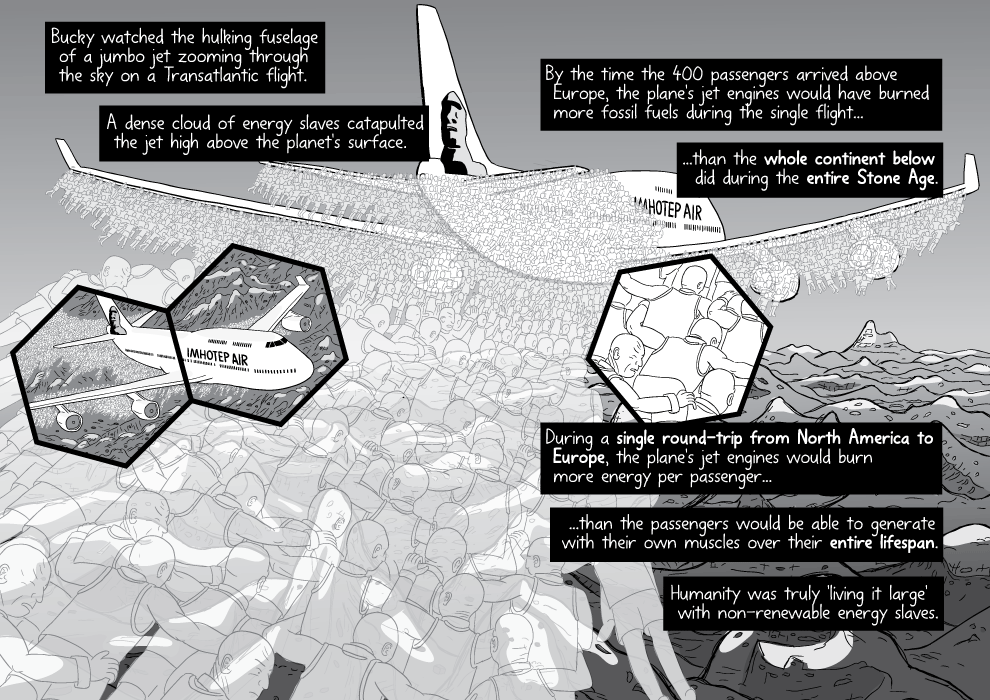 Bucky watched the hulking fuselage
of a jumbo jet zooming through
the sky on a Transatlantic flight.
A dense cloud of energy slaves catapulted
the jet high above the planet's surface.
By the time the 400 passengers arrived above
Europe, the plane's jet engines would have burned
more fossil fuels during the single flight...
...than the whole continent below
did during the entire Stone Age.
IMHOTEP AIR
IMHOTEP AIR
During a single round-trip from North America to
Europe, the plane's jet engines would burn
more energy per passenger...
...than the passengers would be able to generate
with their own muscles over their entire lifespan.
Humanity was truly 'living it large'
with non-renewable energy slaves.